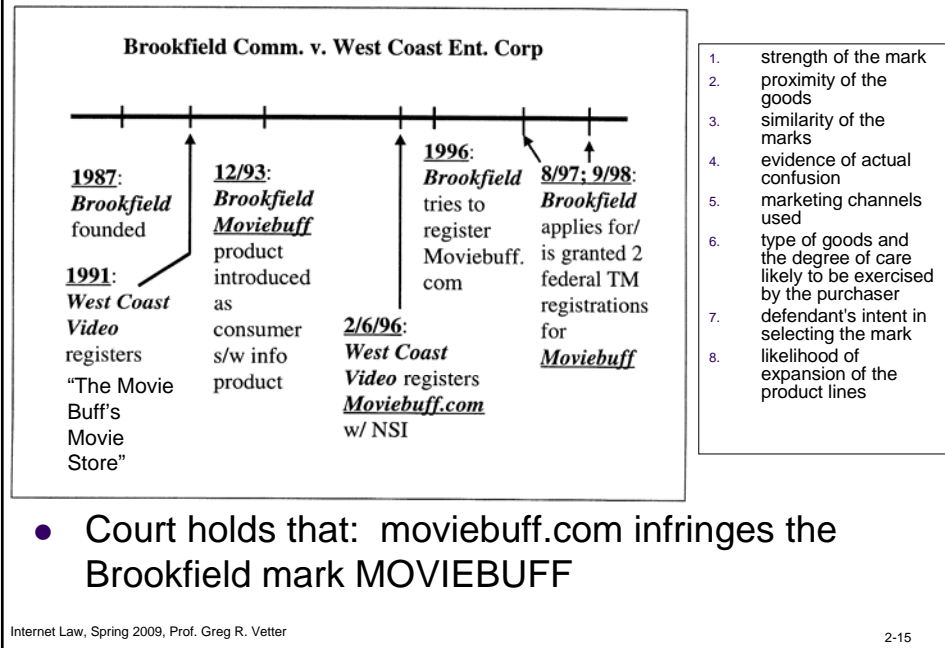 Brookfield Comm. v. West Coast Ent. Corp
1987:
Brookfield
founded
1991:
West Coast
Video
registers
“The Movie
Buff’s
Movie
Store”
12/93:
Brookfield
Moviebuff
product
introduced
as
consumer
s/w info
product
2/6/96:
West Coast
Video registers
Moviebuff.com
w/ NSI
1996:
Brookfield
tries to
register
Moviebuff.
com
8/97; 9/98:
Brookfield
applies for/
is granted 2
federal TM
registrations
for
Moviebuff
1. strength of the mark
2. proximity of the
goods
3. similarity of the
marks
4. evidence of actual
confusion
5. marketing channels
used
6. type of goods and
the degree of care
likely to be exercised
by the purchaser
7. defendant's intent in
selecting the mark
8. likelihood of
expansion of the
product lines
● Court holds that: moviebuff.com infringes the
Brookfield mark MOVIEBUFF
Internet Law, Spring 2009, Prof. Greg R. Vetter
2-15